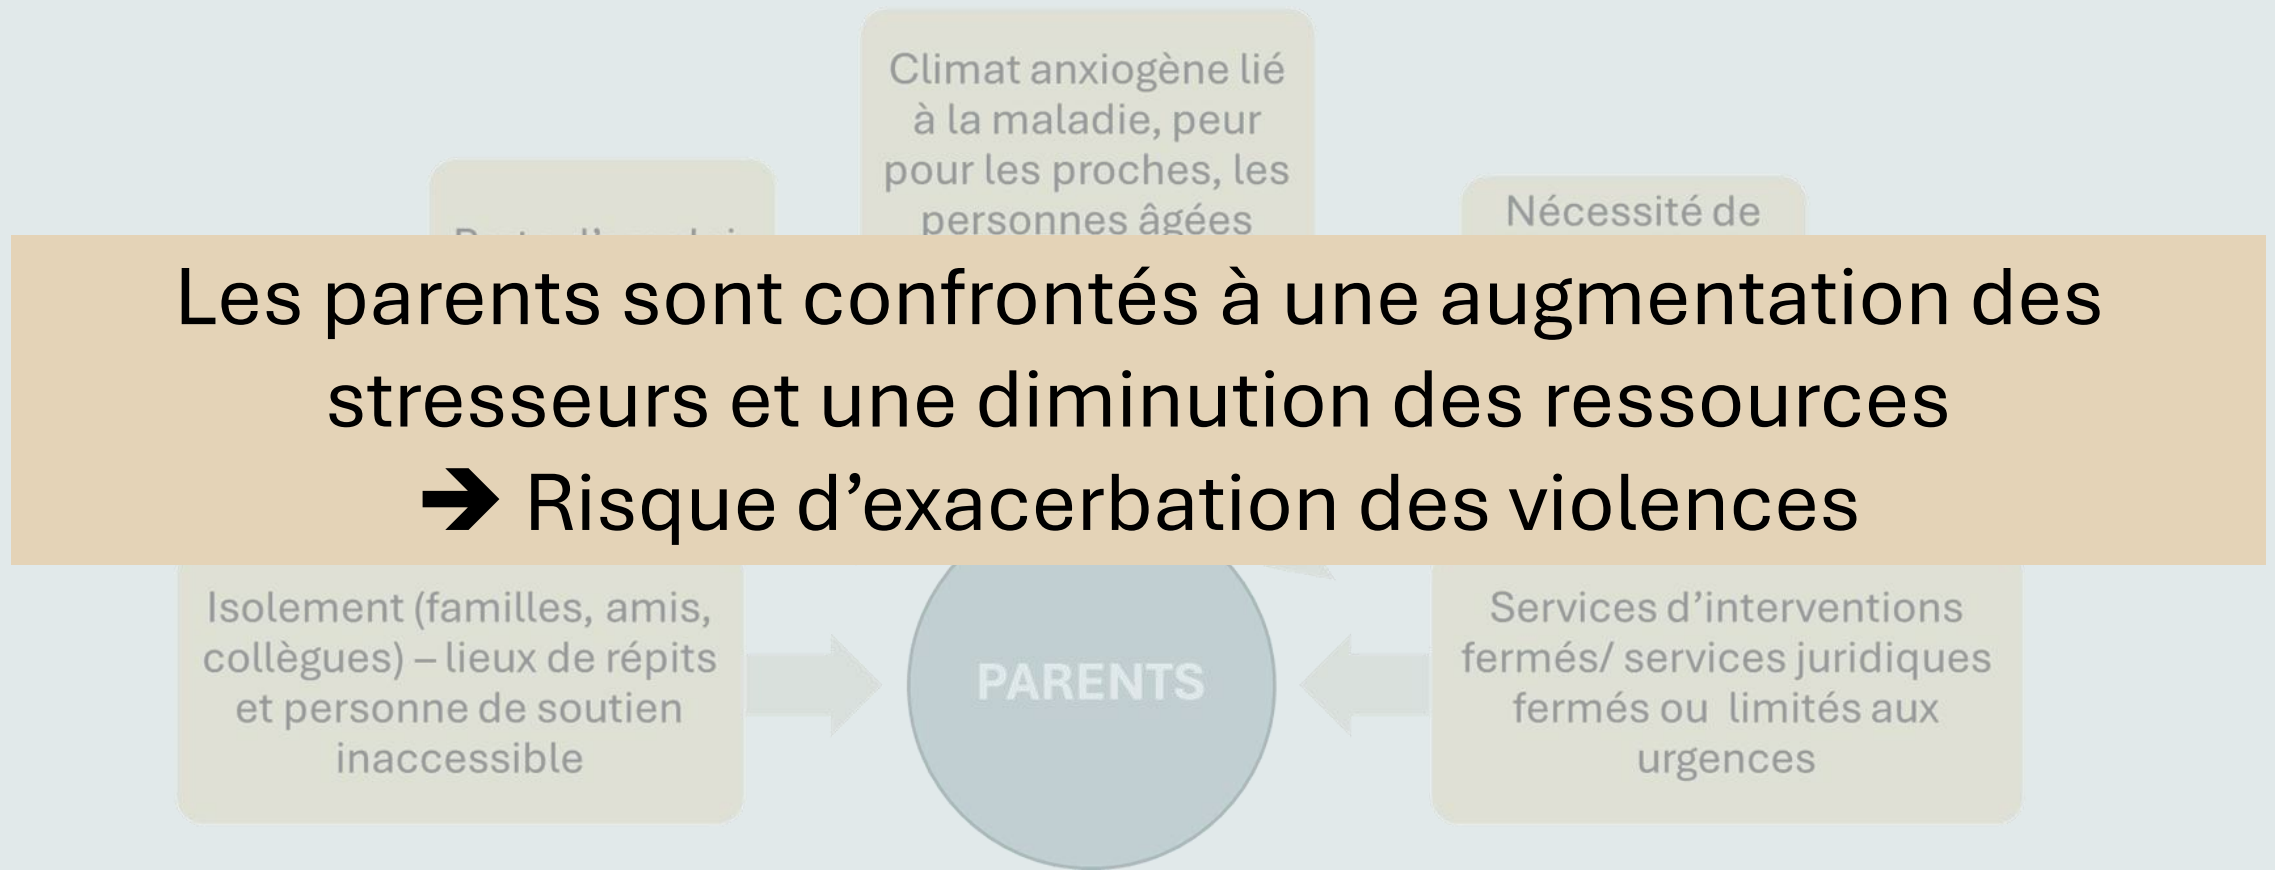 Climat anxiogène lié
à la maladie, peur
pour les proches, les
personnes âgées
Nécessité de
Les parents sont confrontés à une augmentation des
stresseurs et une diminution des ressources
➔ Risque d’exacerbation des violences
Isolement (familles, amis,
collègues) – lieux de répits
et personne de soutien
inaccessible
PARENTS
Services d’interventions
fermés/ services juridiques
fermés ou limités aux
urgences